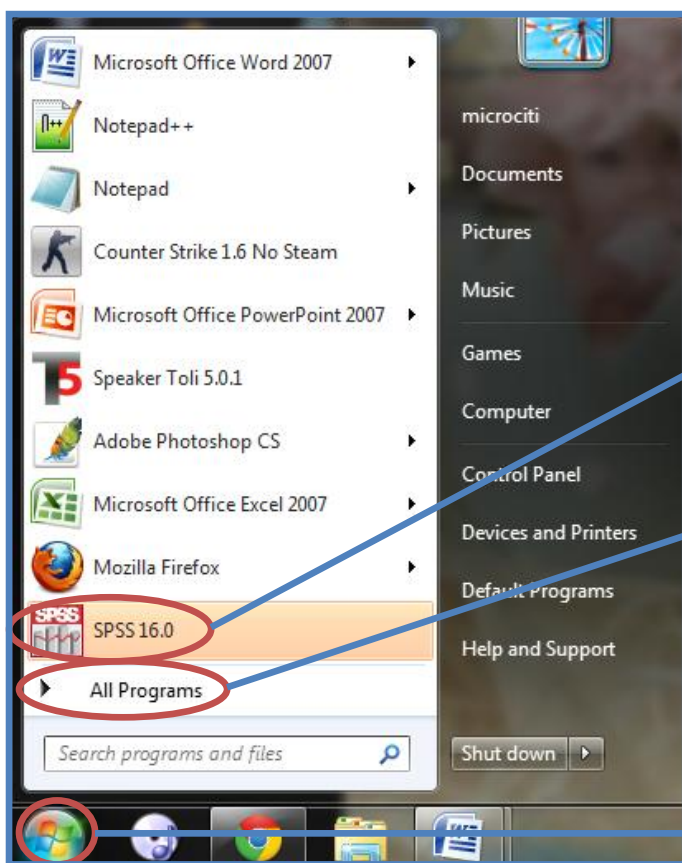 Microsoft Office Word 2007
Notepad++
Notepad
Counter Strike 1.6 No Steam
Microsoft Office PowerPoint 2007
Speaker Toli 5.0.1
Adobe Photoshop CS
Microsoft Office Excel 2007
Mozilla Firefox
SPSS
SPSS 16.0
All Programs
Search programs and files
microciti
Documents
Pictures
Music
Games
Computer
Control Panel
Devices and Printers
Default Programs
Help and Support
Shut down